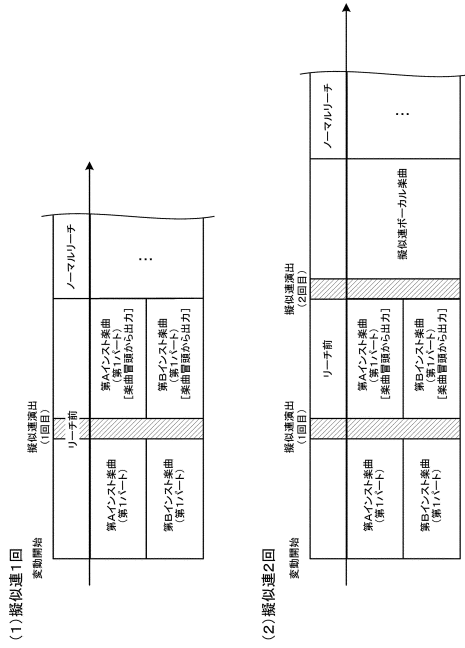 (1)擬似連1回
変動開始
擬似連演出
(1回目)
リーチ前
ノーマルリーチ
第Aインスト楽曲
(第1パート)
第Aインスト楽曲
(第1パート)
[楽曲冒頭から出力]
…
第Bインスト楽曲
(第1パート)
第Bインスト楽曲
(第1パート)
[楽曲冒頭から出力]
(2)擬似連2回
変動開始
擬似連演出
(1回目)
擬似連演出
(2回目)
リーチ前
ノーマルリーチ
第Aインスト楽曲
(第1パート)
第Aインスト楽曲
(第1パート)
[楽曲冒頭から出力]
擬似連ボーカル楽曲
…
第Bインスト楽曲
(第1パート)
第Bインスト楽曲
(第1パート)
[楽曲冒頭から出力]